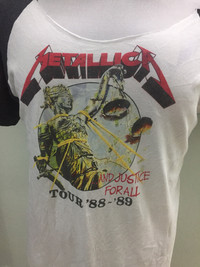 METALLICA
AND JUSTICE
FOR ALL
TOUR '88-'89